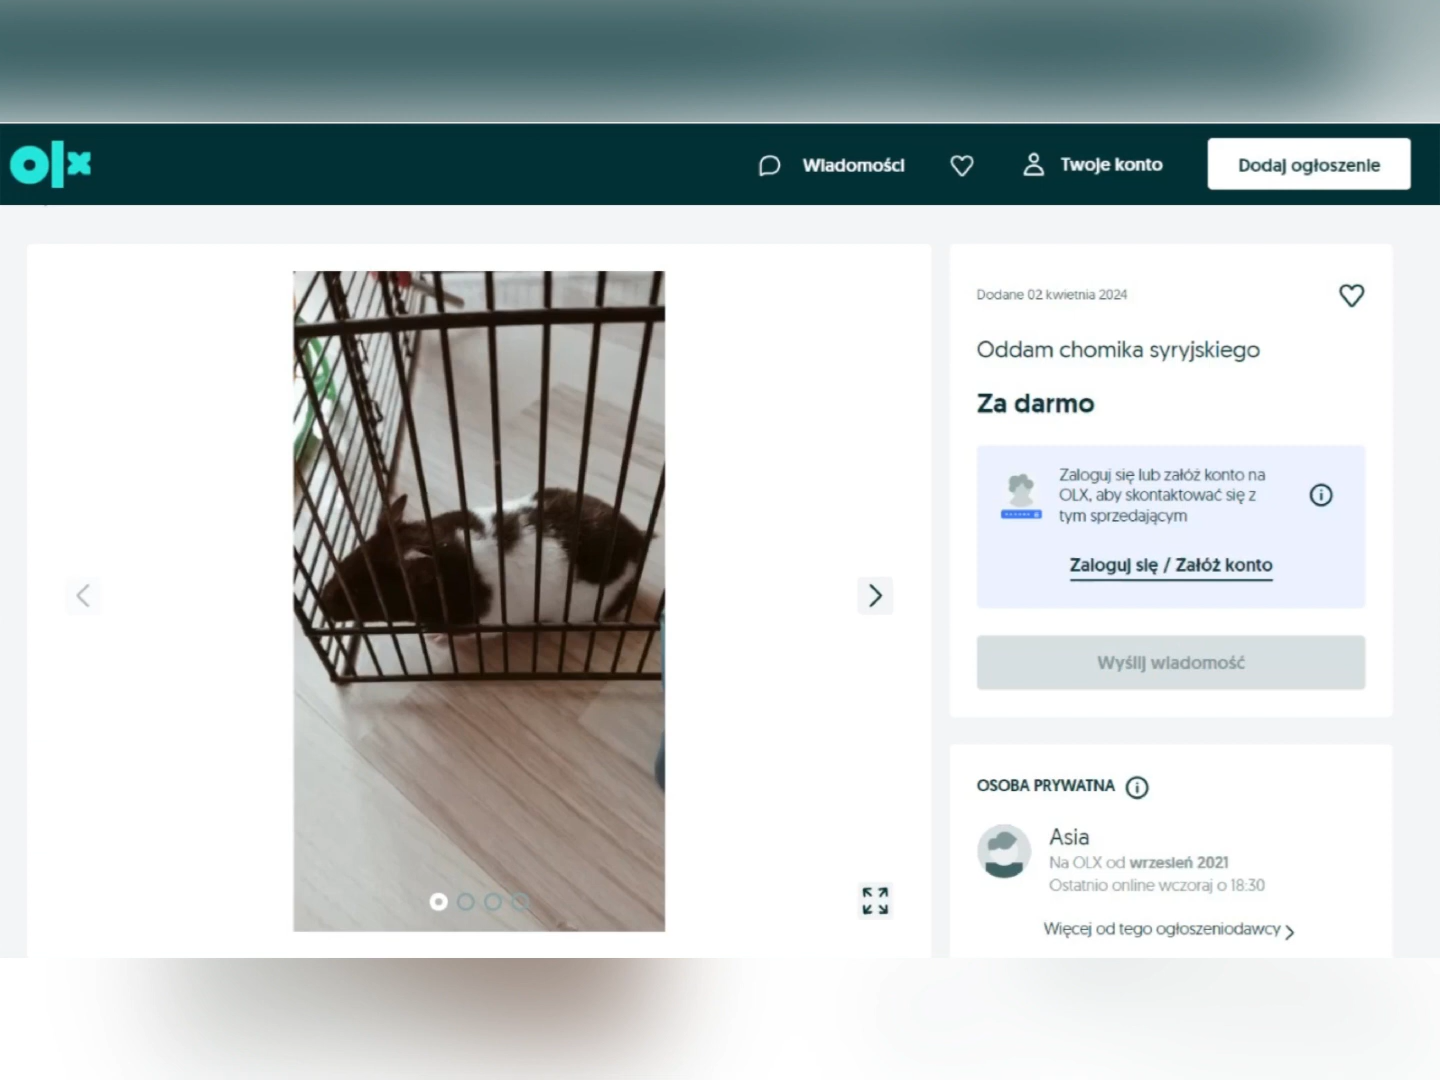 olx
Wiadomości
Twoje konto
Dodaj ogłoszenie
Dodane 02 kwietnia 2024
Oddam chomika syryjskiego
Za darmo
Zaloguj się lub załóż konto na
OLX, aby skontaktować się z
tym sprzedającym
Zaloguj się / Załóż konto
Wyślij wiadomość
OSOBA PRYWATNA
Asia
Na OLX od wrzesień 2021
Ostatnio online wczoraj o 18:30
Więcej od tego ogłoszeniodawcy